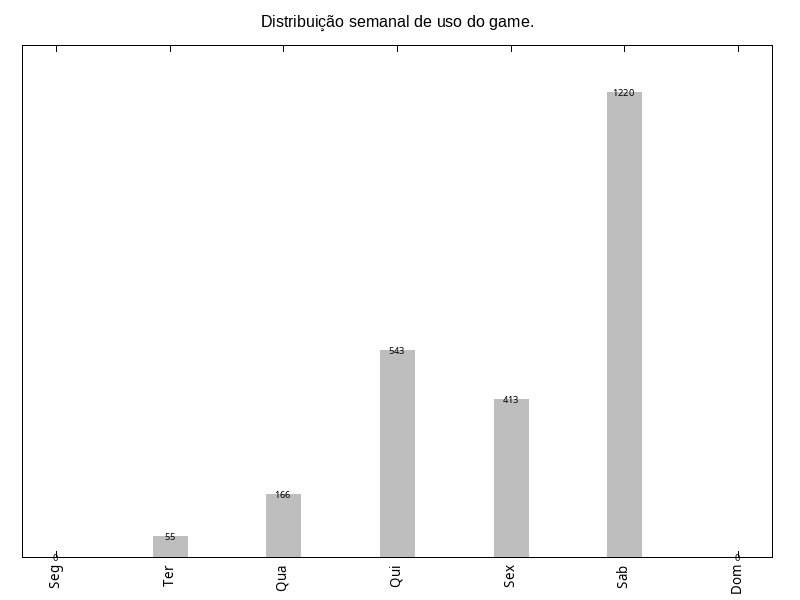 Distribuição semanal de uso do game.
1220
543
413
166
55
0
0
Seg
Ter
Qua
Qui
Sex
Sab
Dom